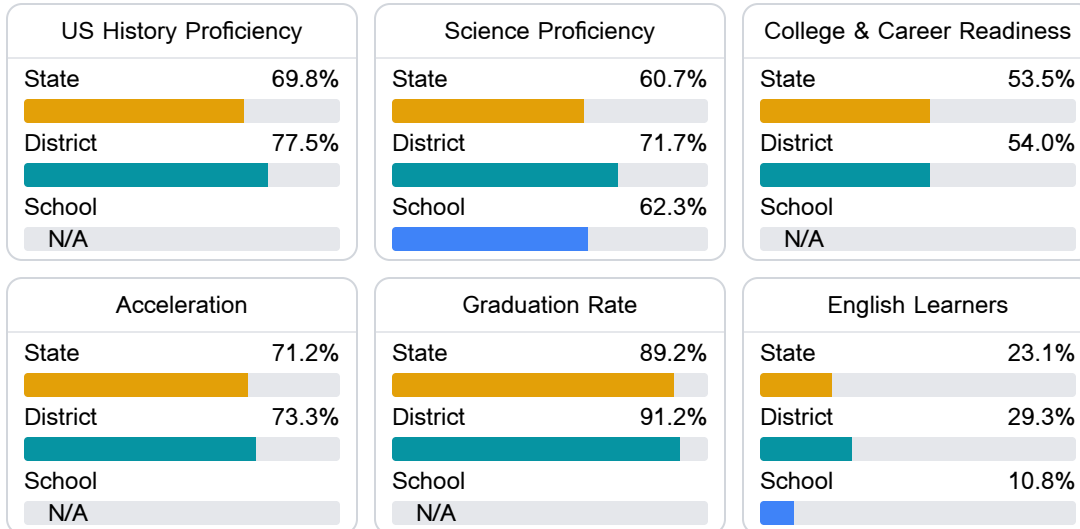 US History Proficiency
State 69.8%
District 77.5%
School
N/A
Science Proficiency
State 60.7%
District 71.7%
School 62.3%
College & Career Readiness
State 53.5%
District 54.0%
School
N/A
Acceleration
State 71.2%
District 73.3%
School
N/A
Graduation Rate
State 89.2%
District 91.2%
School
N/A
English Learners
State 23.1%
District 29.3%
School 10.8%